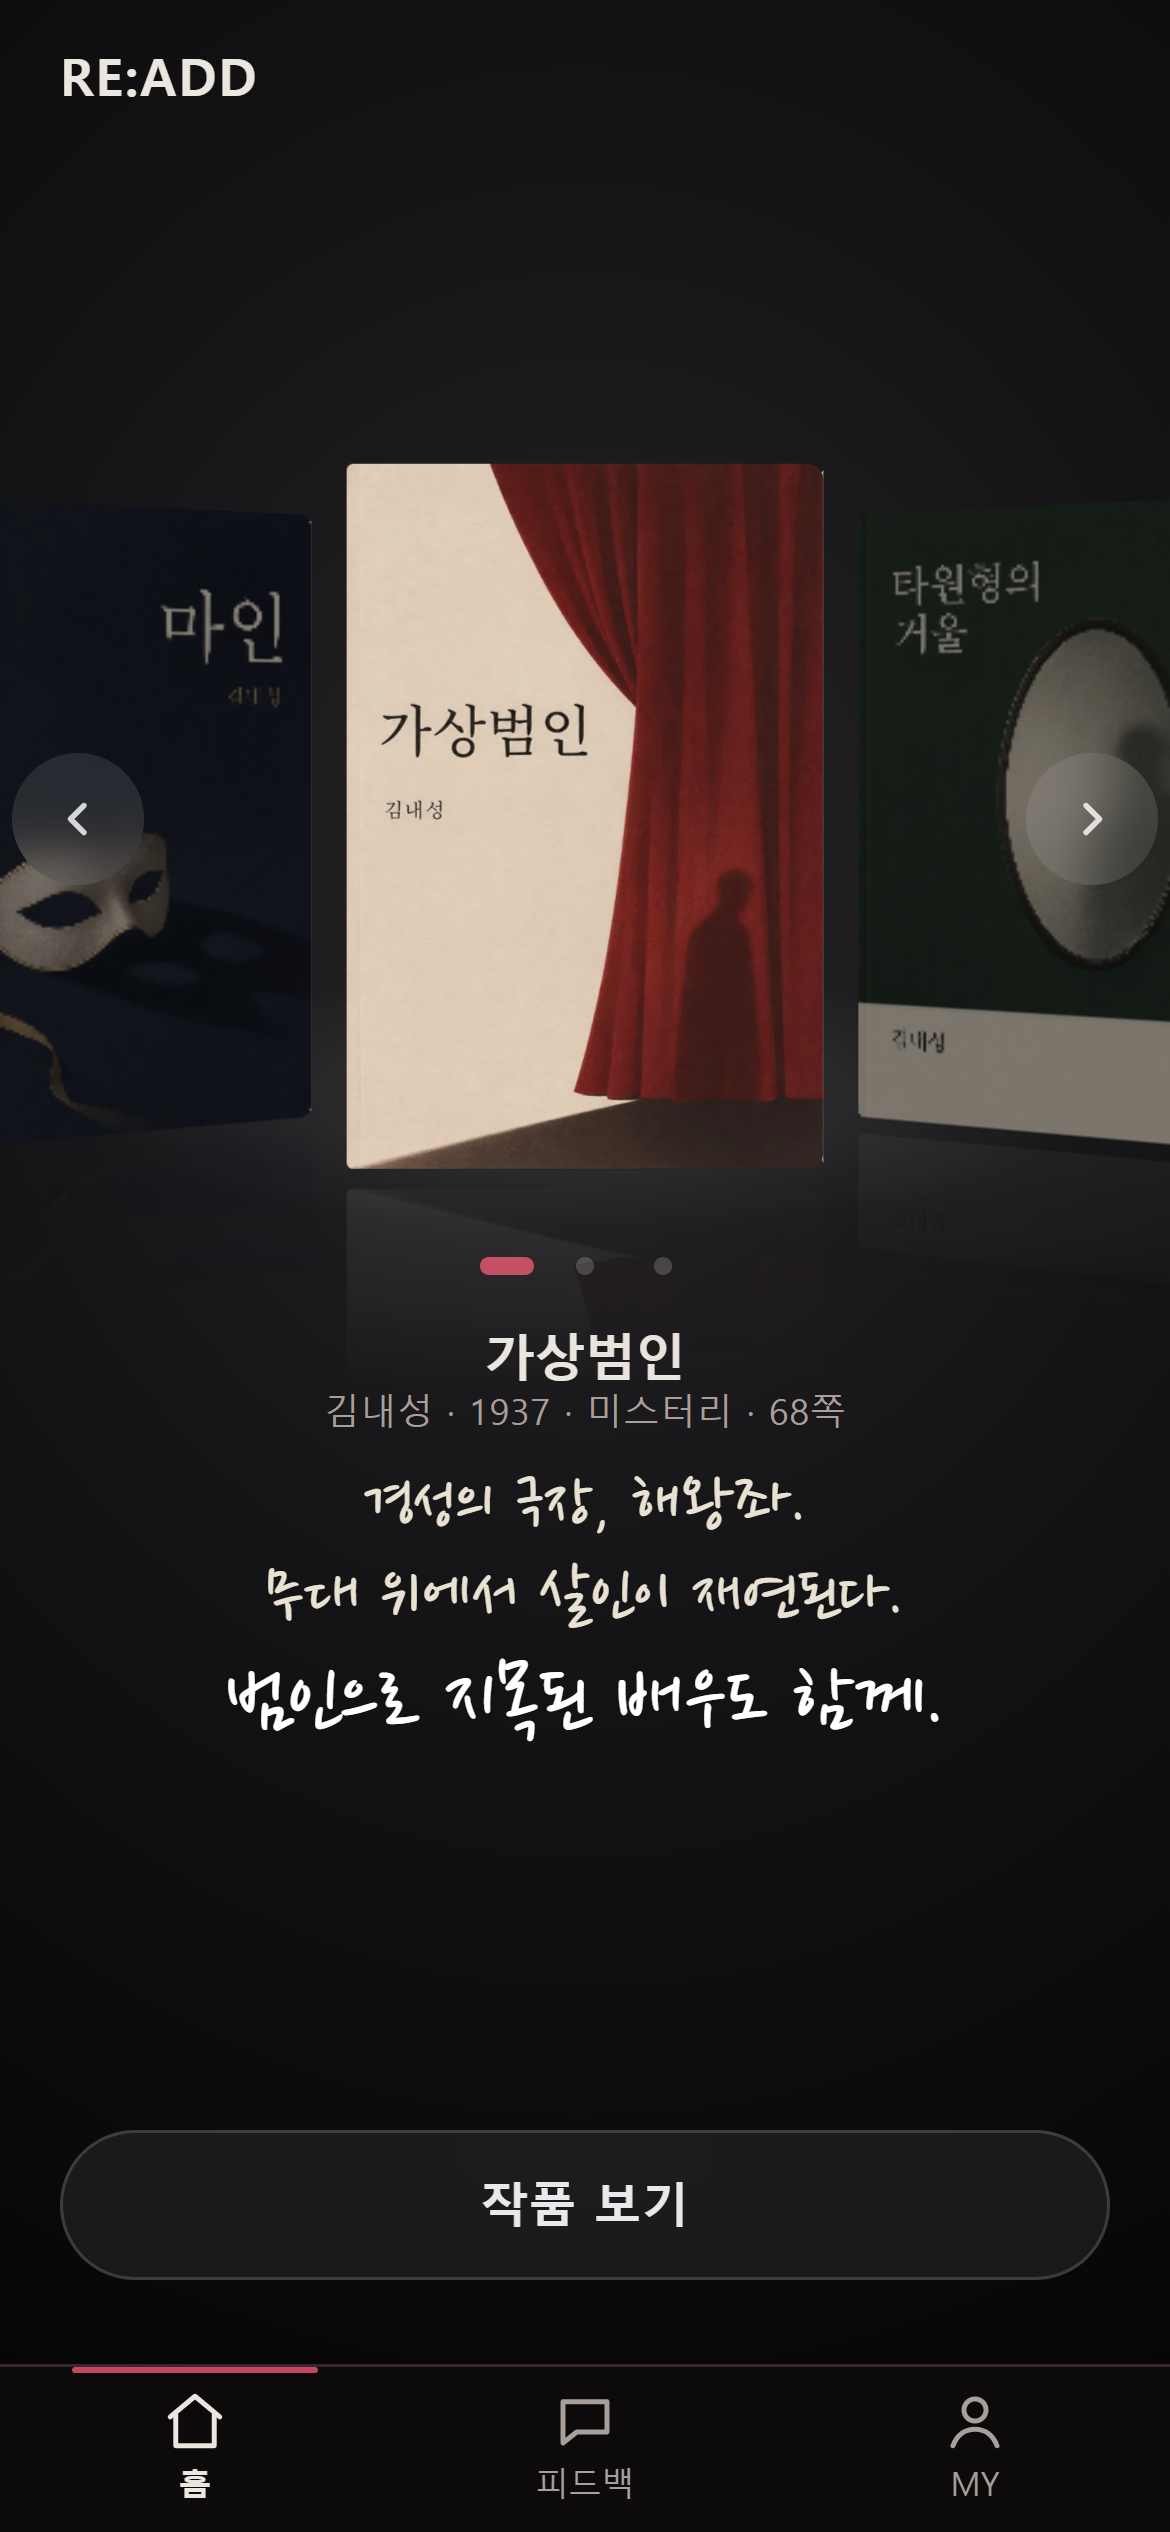 RE:ADD
마인
김내성
가상범인
김내성
타원형의
거울
김내성
가상범인
김내성 · 1937 · 미스터리 · 68쪽
경성의 극장, 해왕좌.
무대 위에서 살인이 재연된다.
범인으로 지목된 배우도 함께.
작품 보기
홈
피드백
MY